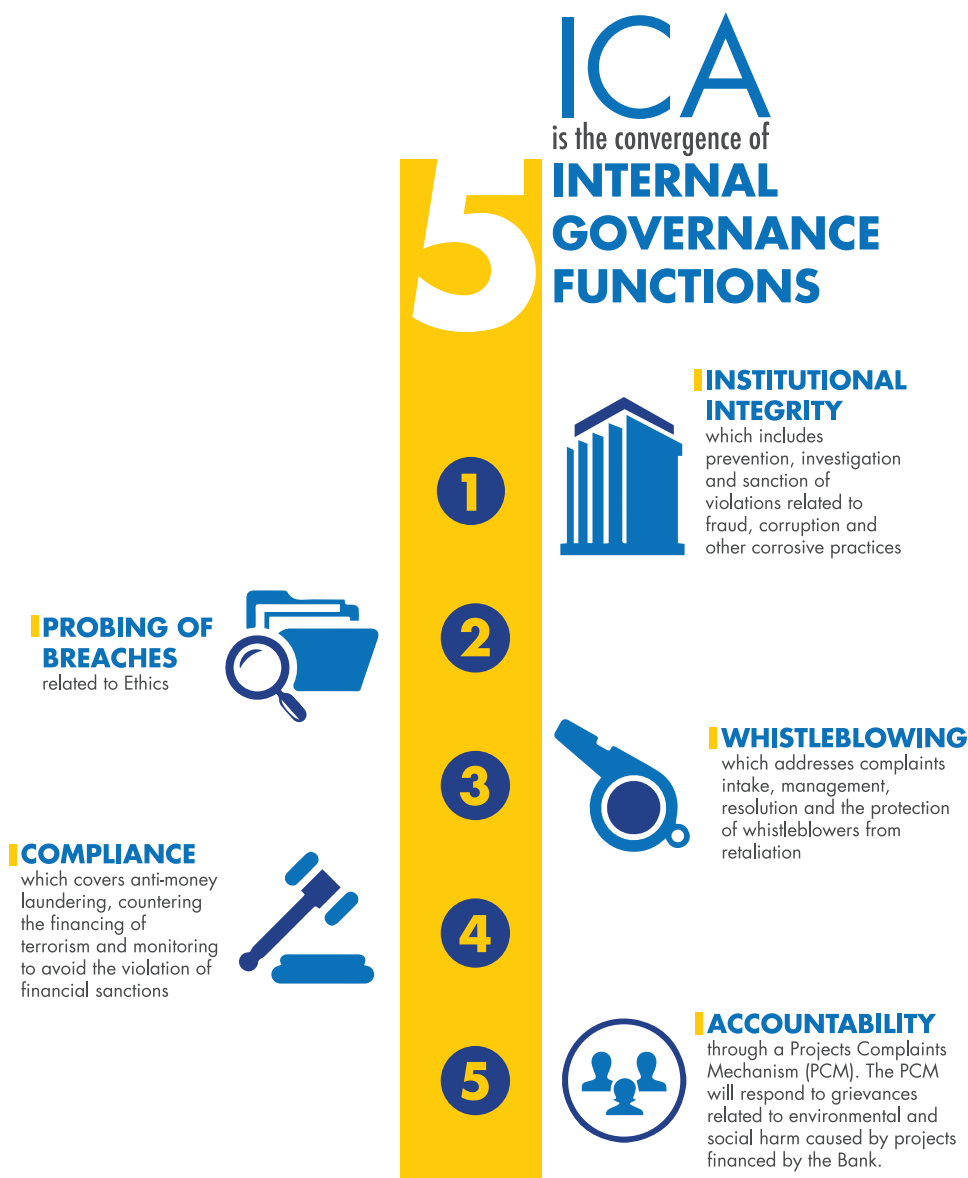 ICA
is the convergence of
5
INTERNAL
GOVERNANCE
FUNCTIONS
1
INSTITUTIONAL
INTEGRITY
which includes
prevention, investigation
and sanction of
violations related to
fraud, corruption and
other corrosive practices
2
PROBING OF
BREACHES
related to Ethics
3
WHISTLEBLOWING
which addresses complaints
intake, management,
resolution and the protection
of whistleblowers from
retaliation
4
COMPLIANCE
which covers anti-money
laundering, countering
the financing of
terrorism and monitoring
to avoid the violation of
financial sanctions
5
ACCOUNTABILITY
through a Projects Complaints
Mechanism (PCM). The PCM
will respond to grievances
related to environmental and
social harm caused by projects
financed by the Bank.